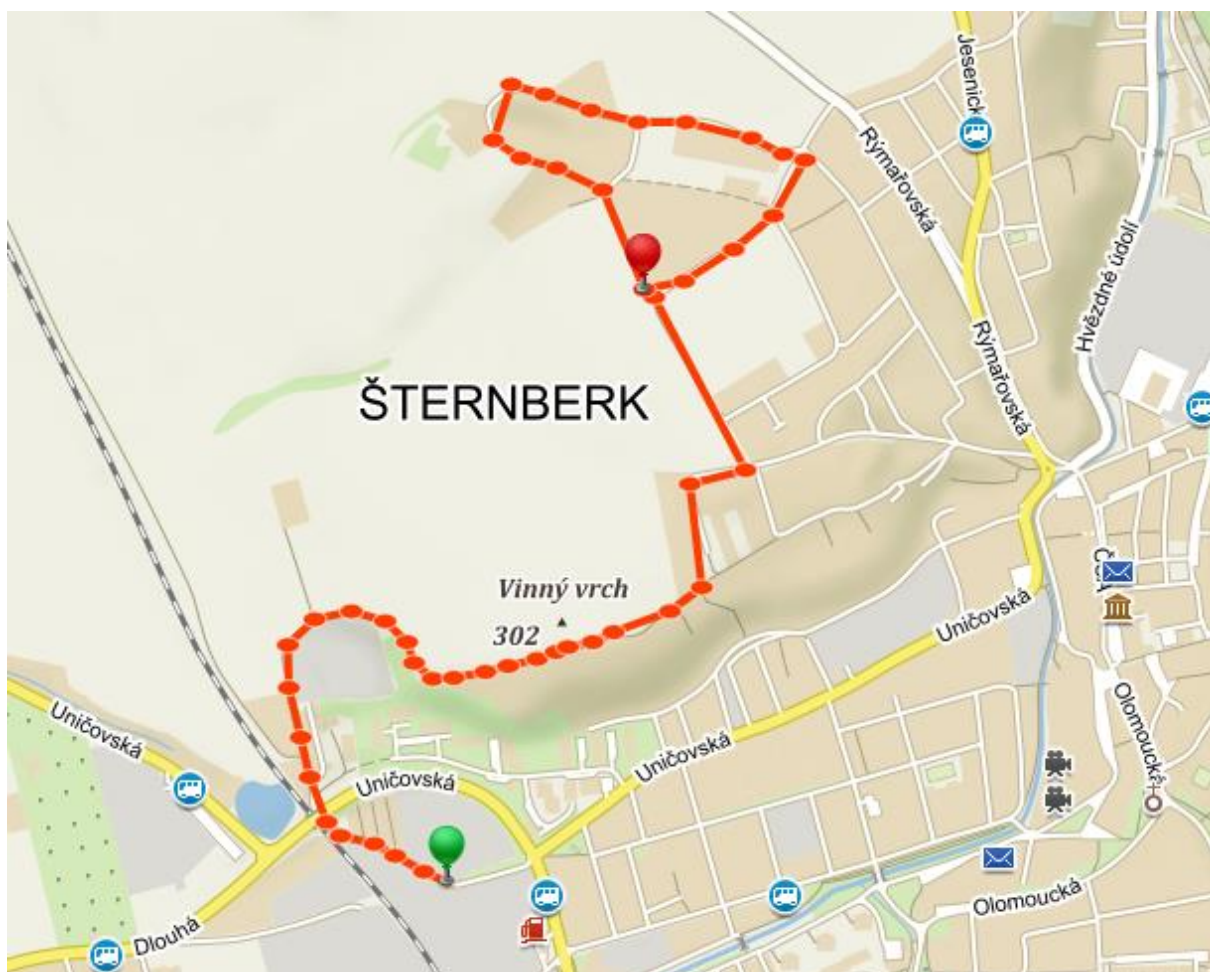 Jesenick
Rýmařovská
Hvězdné údolí
Rýmařovská
ŠTERNBERK
Vinný vrch
302
Uničovská
Uničovská
Uničovská
Uničovská
Olomoucká
Olomoucká
Dlouhá